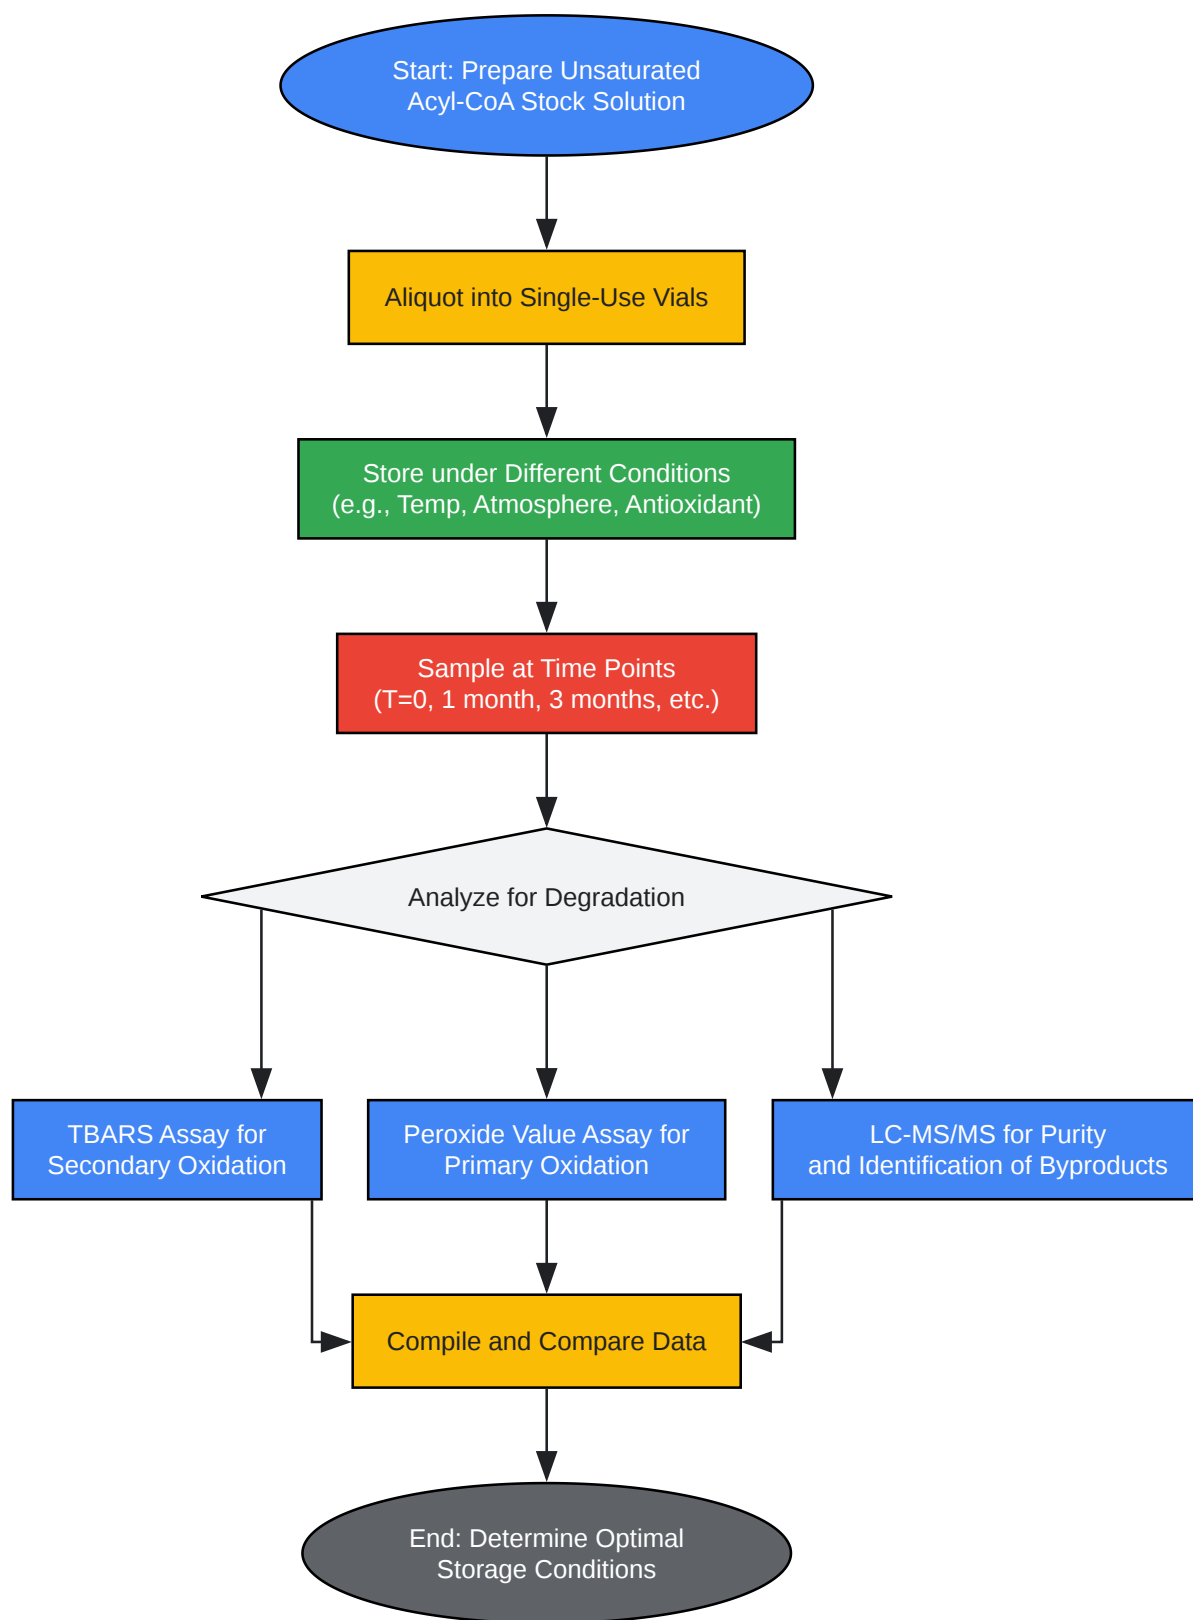 Start: Prepare Unsaturated
Acyl-CoA Stock Solution
Aliquot into Single-Use Vials
Store under Different Conditions
(e.g., Temp, Atmosphere, Antioxidant)
Sample at Time Points
(T=0, 1 month, 3 months, etc.)
Analyze for Degradation
TBARS Assay for
Secondary Oxidation
Peroxide Value Assay for
Primary Oxidation
LC-MS/MS for Purity
and Identification of Byproducts
Compile and Compare Data
End: Determine Optimal
Storage Conditions